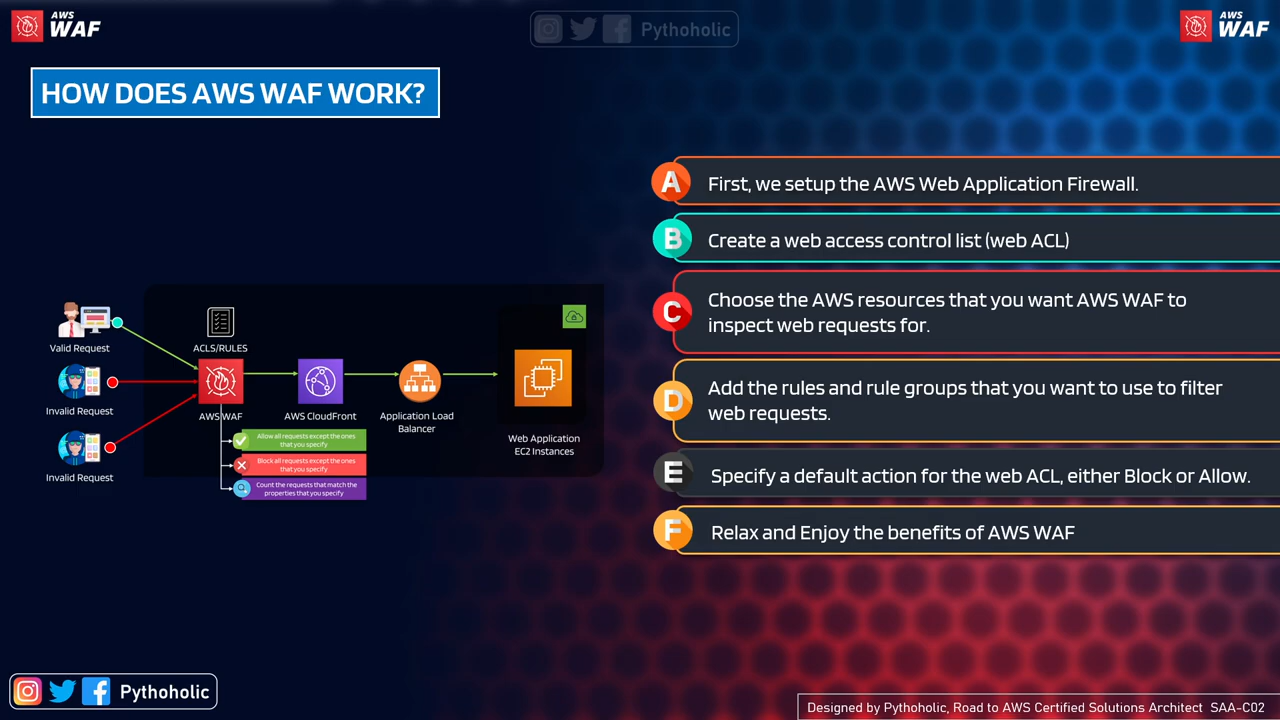 AWS
WAF
Pythoholic
AWS
WAF
HOW DOES AWS WAF WORK?
Valid Request
Invalid Request
Invalid Request
ACLS/RULES
AWS WAF
AWS CloudFront
Application Load
Balancer
Web Application
EC2 Instances
Allow all requests except the ones
that you specify
Block all requests except the ones
that you specify
Count the requests that match the
properties that you specify
A
First, we setup the AWS Web Application Firewall.
B
Create a web access control list (web ACL)
C
Choose the AWS resources that you want AWS WAF to
inspect web requests for.
D
Add the rules and rule groups that you want to use to filter
web requests.
E
Specify a default action for the web ACL, either Block or Allow.
F
Relax and Enjoy the benefits of AWS WAF
Pythoholic
Designed by Pythoholic, Road to AWS Certified Solutions Architect SAA-C02